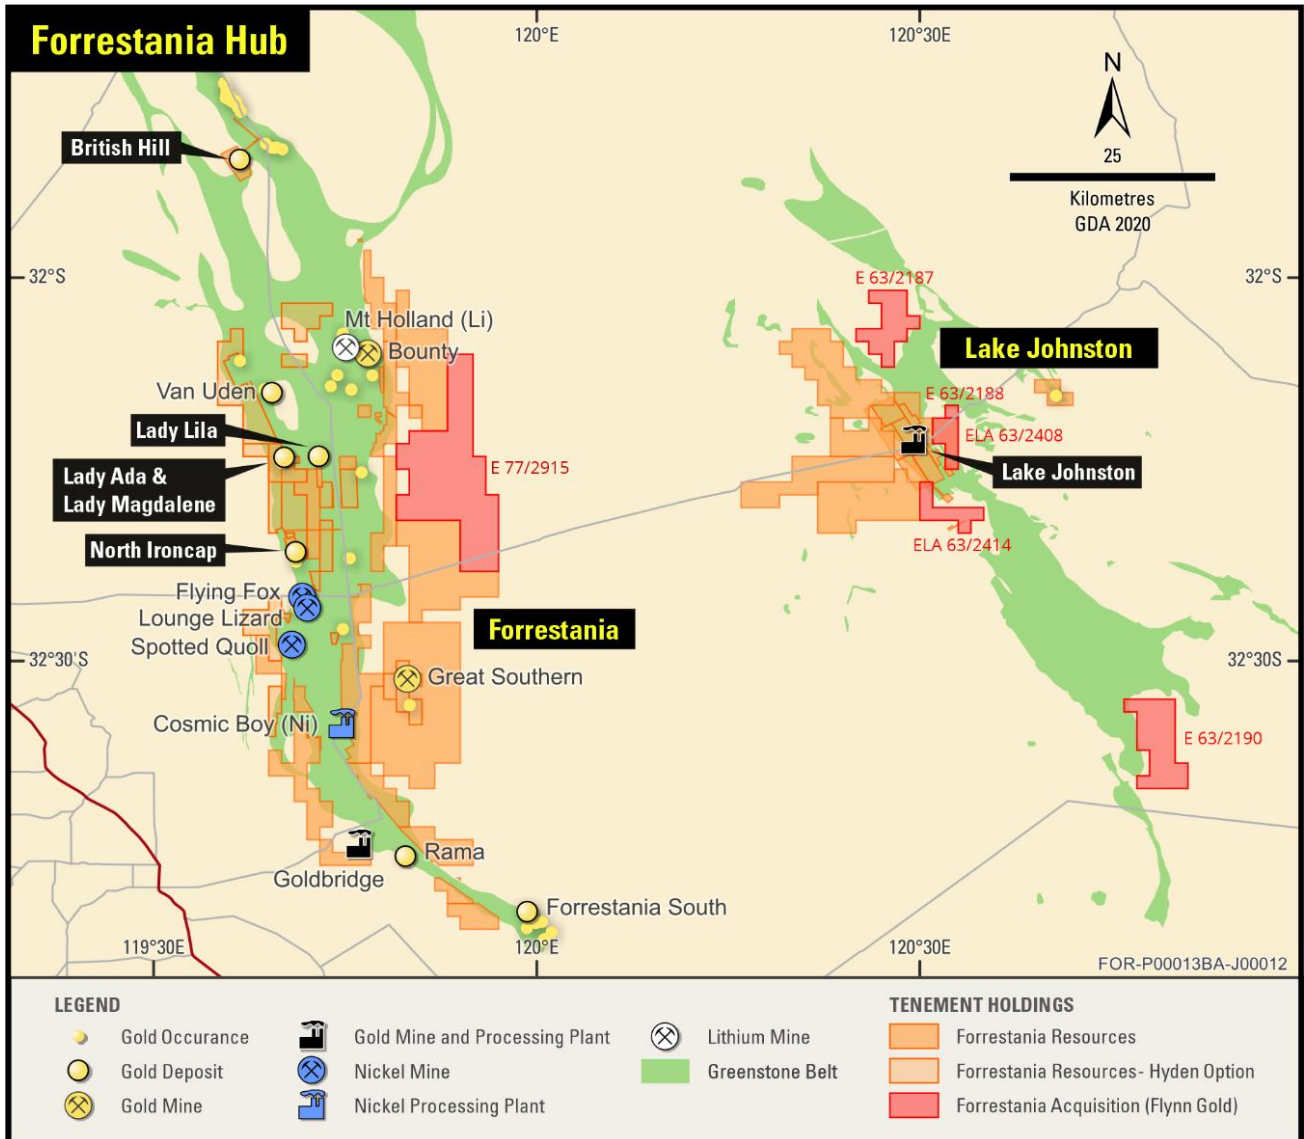 Forrestania Hub
120°E
120°30E
N
25
Kilometres
GDA 2020
British Hill
32°S
32°S
E 63/2187
Mt Holland (Li)
Bounty
Lake Johnston
Van Uden
E 63/2188
Lady Lila
ELA 63/2408
Lady Ada &
Lady Magdalene
E 77/2915
Lake Johnston
North Ironcap
ELA 63/2414
Flying Fox
Lounge Lizard
Forrestania
Spotted Quoll
32°30'S
32°30S
Great Southern
Cosmic Boy (Ni)
E 63/2190
Rama
Goldbridge
Forrestania South
119°30E
120°E
120°30E
FOR-P00013BA-J00012
LEGEND
Gold Occurance
Gold Deposit
Gold Mine
Gold Mine and Processing Plant
Nickel Mine
Nickel Processing Plant
Lithium Mine
Greenstone Belt
TENEMENT HOLDINGS
Forrestania Resources
Forrestania Resources- Hyden Option
Forrestania Acquisition (Flynn Gold)